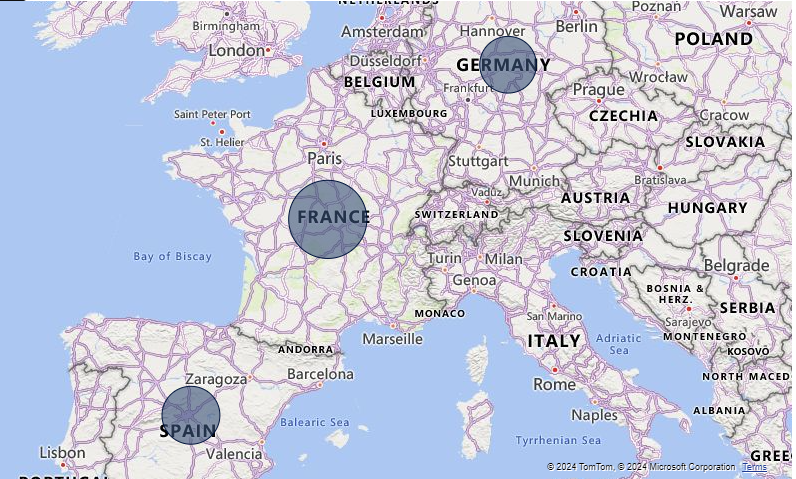 NETHERLANDS
Poznan
Warsaw
Birmingham
Amsterdam
Hannover
Berlin
POLAND
London
Düsseldorf
GERMANY
BELGIUM
Wrocław
Frankfurt
Prague
Saint Peter Port
LUXEMBOURG
CZECHIA
Cracow
St. Helier
SLOVAKIA
Paris
Stuttgart
Munich
Bratislava
Vaduz
AUSTRIA
FRANCE
SWITZERLAND
HUNGARY
SLOVENIA
Bay of Biscay
Turin
Milan
CROATIA
Belgrade
Genoa
BOSNIA &
HERZ.
MONACO
San Marino
Sarajevo
SERBIA
Marseille
ITALY
Adriatic
Sea
MONTENEGRO
ANDORRA
KOSOVO
Zaragoza
Barcelona
Rome
NORTH MACED
SPAIN
Balearic Sea
Naples
ALBANIA
Lisbon
Valencia
Tyrrhenian Sea
GREE
PORTUGAL
© 2024 TomTom, © 2024 Microsoft Corporation Terms